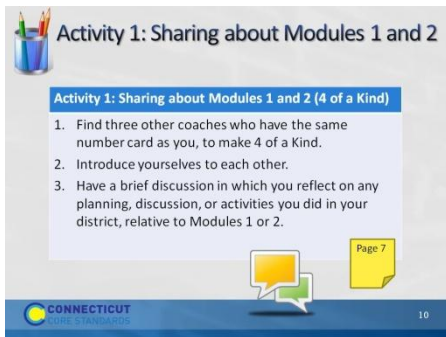 Activity 1: Sharing about Modules 1 and 2
Activity 1: Sharing about Modules 1 and 2 (4 of a Kind)
1. Find three other coaches who have the same
number card as you, to make 4 of a Kind.
2. Introduce yourselves to each other.
3. Have a brief discussion in which you reflect on any
planning, discussion, or activities you did in your
district, relative to Modules 1 or 2.
Page 7
CONNECTICUT
CORE STANDARDS
10